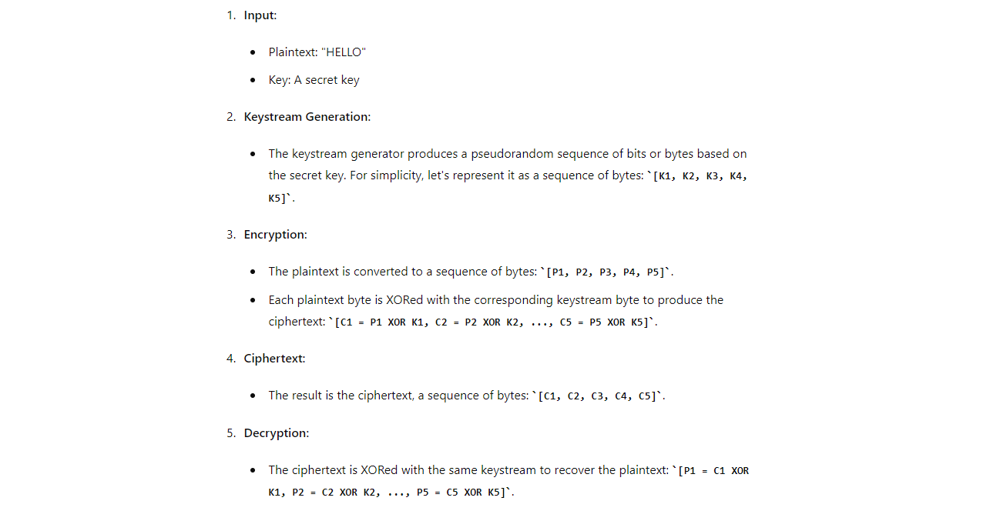 1. Input:
• Plaintext: "HELLO"
• Key: A secret key
2. Keystream Generation:
• The keystream generator produces a pseudorandom sequence of bits or bytes based on
the secret key. For simplicity, let's represent it as a sequence of bytes: `[K1, K2, K3, K4,
K5]`.
3. Encryption:
• The plaintext is converted to a sequence of bytes: `[P1, P2, P3, P4, P5]`.
• Each plaintext byte is XORed with the corresponding keystream byte to produce the
ciphertext: `[C1 = P1 XOR K1, C2 = P2 XOR K2, ..., C5 = P5 XOR K5]`.
4. Ciphertext:
• The result is the ciphertext, a sequence of bytes: `[C1, C2, C3, C4, C5]`.
5. Decryption:
• The ciphertext is XORed with the same keystream to recover the plaintext: `[P1 = C1 XOR
K1, P2 = C2 XOR K2, ..., P5 = C5 XOR K5]`.